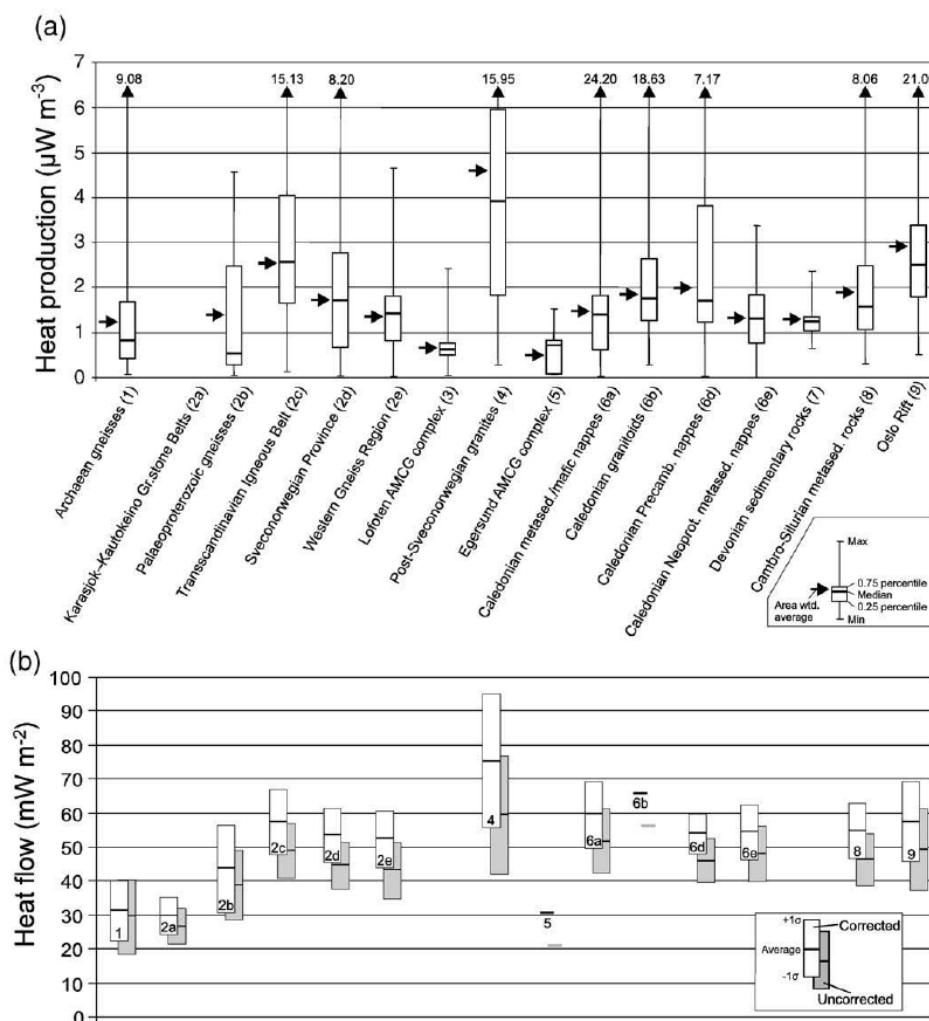 (a)
Heat production (µW m-3)
7
6
5
4
3
2
1
0
9.08
15.13
8.20
15.95
24.20
18.63
7.17
8.06
21.0
Archaean gneisses (1)
Karasjok–Kautokeino Gr.stone Belts (2a)
Palaeoproterozoic gneisses (2b)
Transcandinavian Igneous Belt (2c)
Sveconorwegian Province (2d)
Western Gneiss Region (2e)
Lofoten AMCG complex (3)
Post-Sveconorwegian granites (4)
Egersund AMCG complex (5)
Caledonian metased./mafic nappes (6a)
Caledonian granitoids (6b)
Caledonian Precamb. nappes (6d)
Caledonian Neoprot. metased. nappes (6e)
Devonian sedimentary rocks (7)
Cambro-Silurian metased. rocks (8)
Oslo Rift (9)
Max
0.75 percentile
Median
0.25 percentile
Min
Area wtd.
average
(b)
Heat flow (mW m-2)
100
90
80
70
60
50
40
30
20
10
0
1
2a
2b
2c
2d
2e
4
5
6a
6b
6d
6e
8
9
+1σ
Corrected
Average
-1σ
Uncorrected